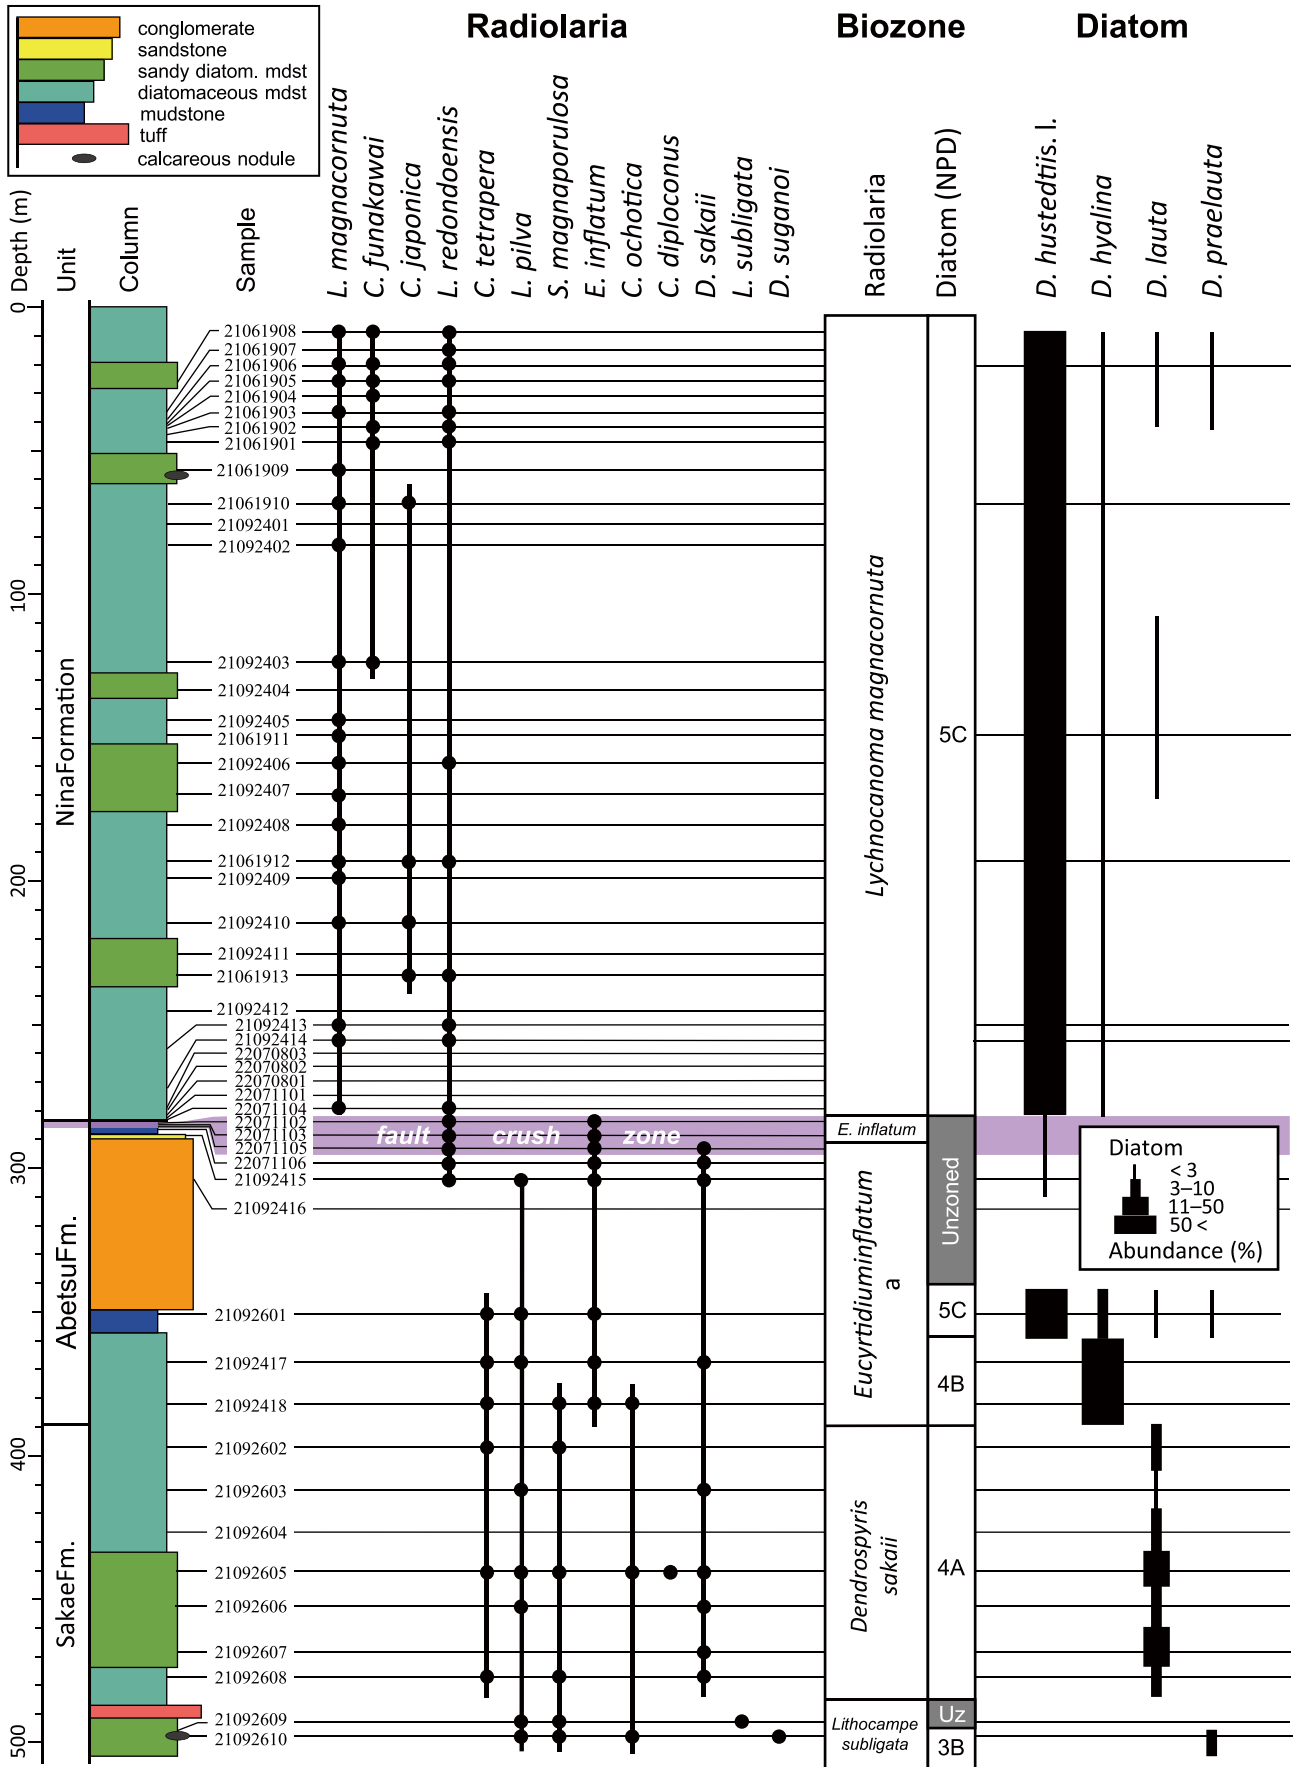 conglomerate
sandstone
sandy diatom. mdst
diatomaceous mdst
mudstone
tuff
calcareous nodule
Radiolaria
Biozone
Diatom
Depth (m)
Unit
Column
Sample
L. magnacornuta
C. funakawai
C. japonica
L. redondoensis
C. tetrapera
L. pilva
S. magnaporulosa
E. inflatum
C. ochotica
C. diploconus
D. sakaii
L. subligata
D. suganoi
Radiolaria
Diatom (NPD)
D. hustedtiis. l.
D. hyalina
D. lauta
D. praelauta
0
100
200
300
400
500
NinaFormation
AbetsuFm.
SakaeFm.
21061908
21061907
21061906
21061905
21061904
21061903
21061902
21061901
21061909
21061910
21092401
21092402
21092403
21092404
21092405
21061911
21092406
21092407
21092408
21061912
21092409
21092410
21092411
21061913
21092412
21092413
21092414
22070803
22070802
22070801
22071101
22071104
22071102
22071103
22071105
22071106
21092415
21092416
21092601
21092417
21092418
21092602
21092603
21092604
21092605
21092606
21092607
21092608
21092609
21092610
fault crush zone
Lychnocanoma magnacornuta
E. inflatum
Eucyrtidiuminflatum
a
Dendrospyris
sakaii
Lithocampe
subligata
5C
Unzoned
5C
4B
4A
Uz
3B
Diatom
< 3
3–10
11–50
50 <
Abundance (%)